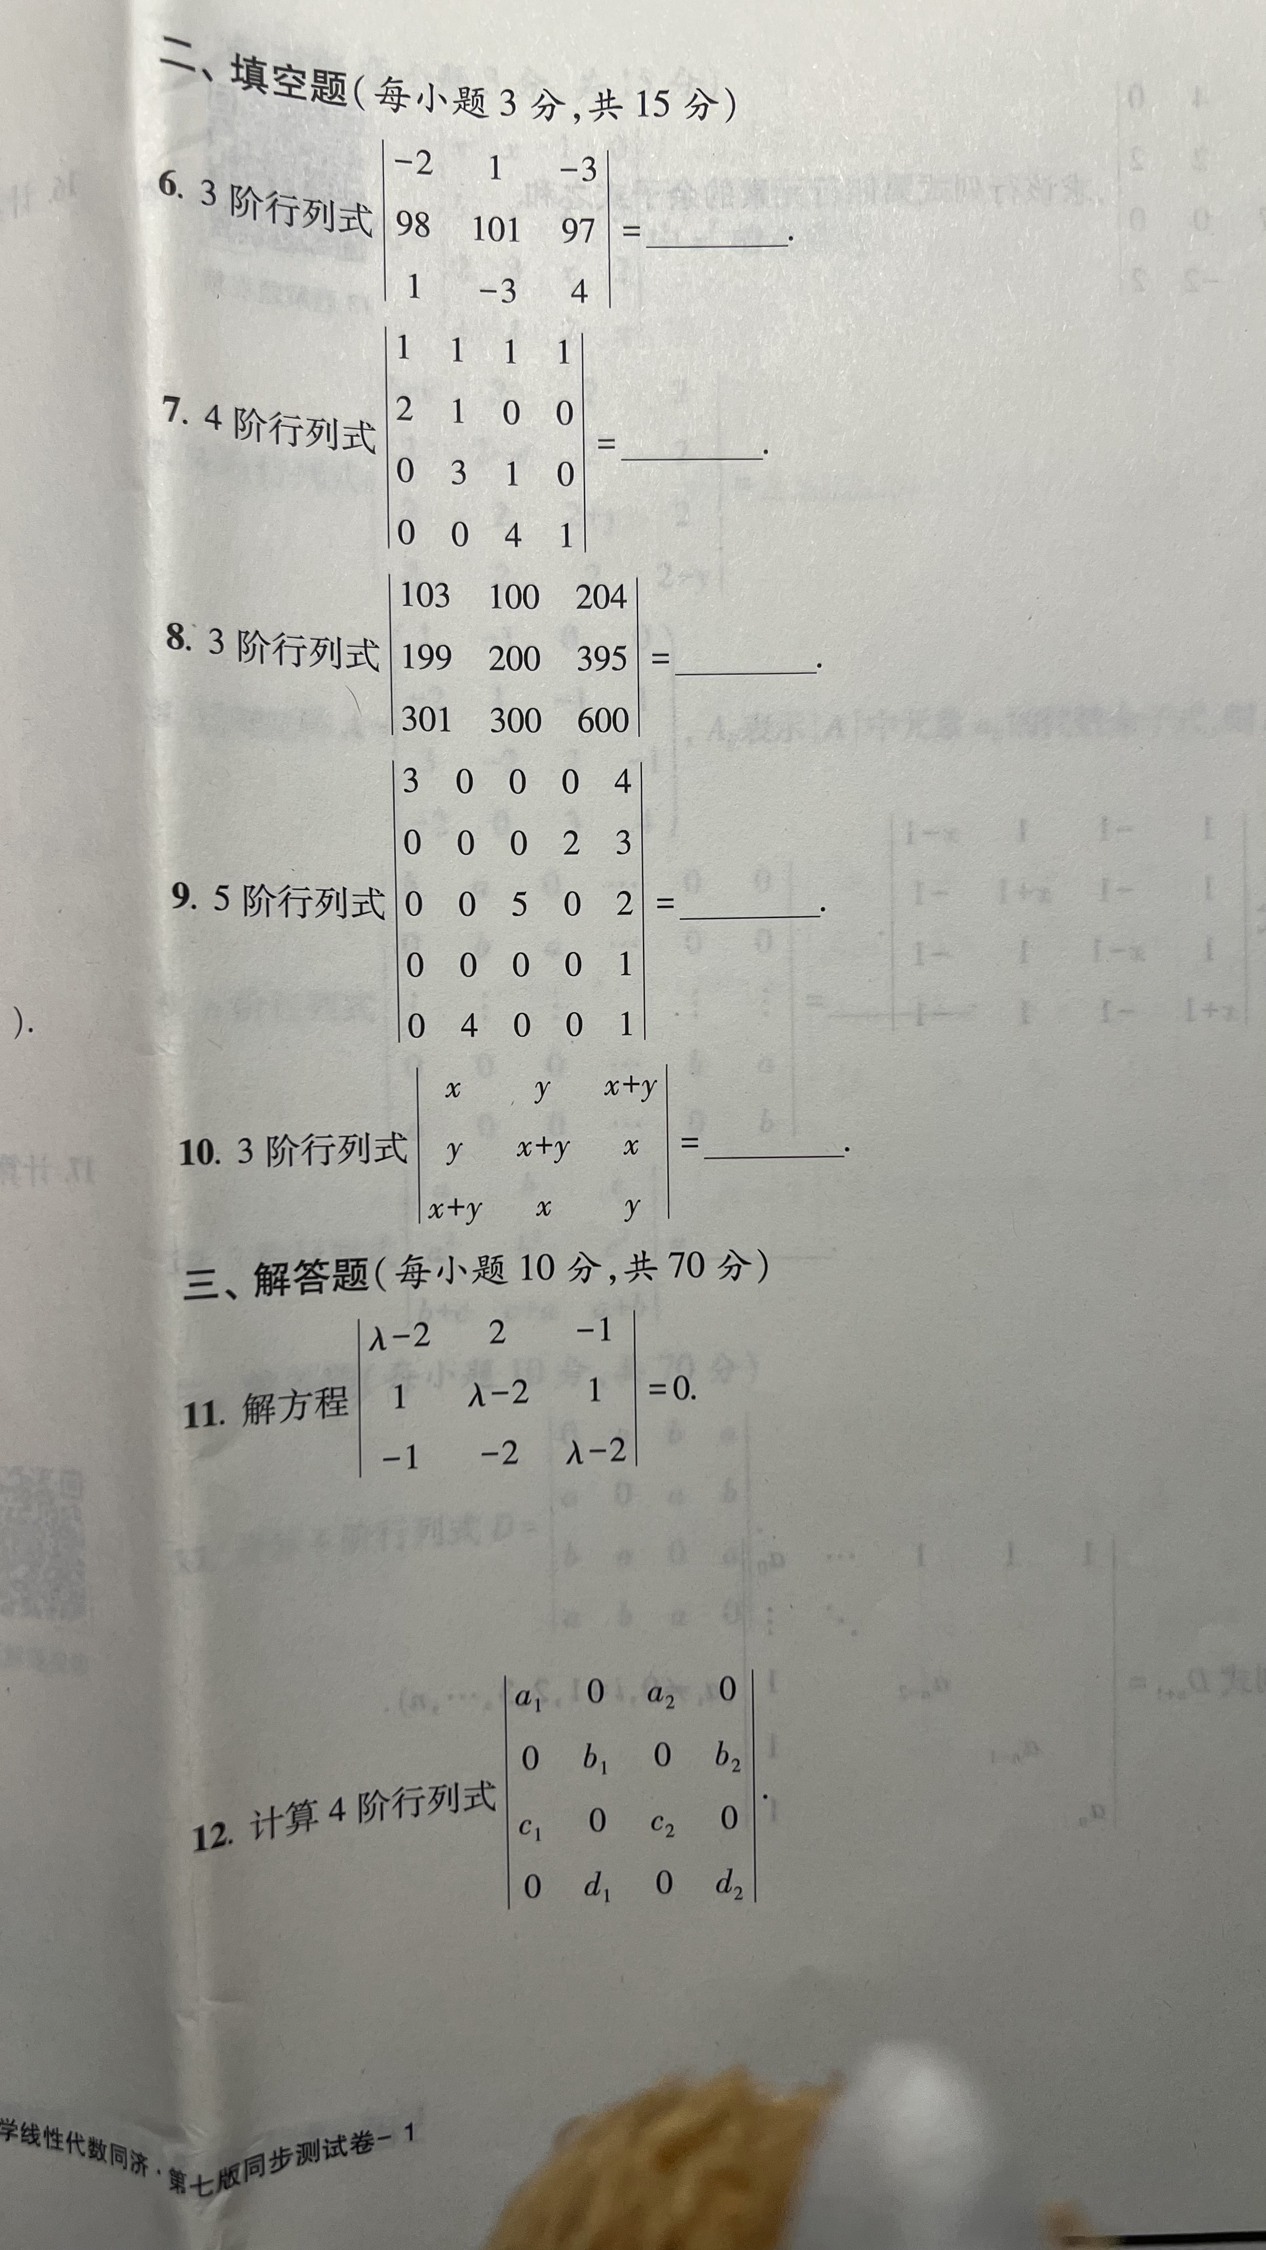 二、填空题(每小题3分,共15分)
-2 1 -3
6. 3阶行列式 98 101 97 =______.
1 -3 4
1 1 1 1
2 1 0 0
7. 4阶行列式 =______.
0 3 1 0
0 0 4 1
103 100 204
8. 3阶行列式 199 200 395 =______.
301 300 600
3 0 0 0 4
0 0 0 2 3
9. 5阶行列式 0 0 5 0 2 =______.
0 0 0 0 1
0 4 0 0 1
x y x+y
10. 3阶行列式 y x+y x =______.
x+y x y
三、解答题(每小题10分,共70分)
λ-2 2 -1
11. 解方程 1 λ-2 1 =0.
-1 -2 λ-2
a₁ 0 a₂ 0
0 b₁ 0 b₂
12. 计算4阶行列式 .
c₁ 0 c₂ 0
0 d₁ 0 d₂
).
学线性代数同济·第七版同步测试卷-1